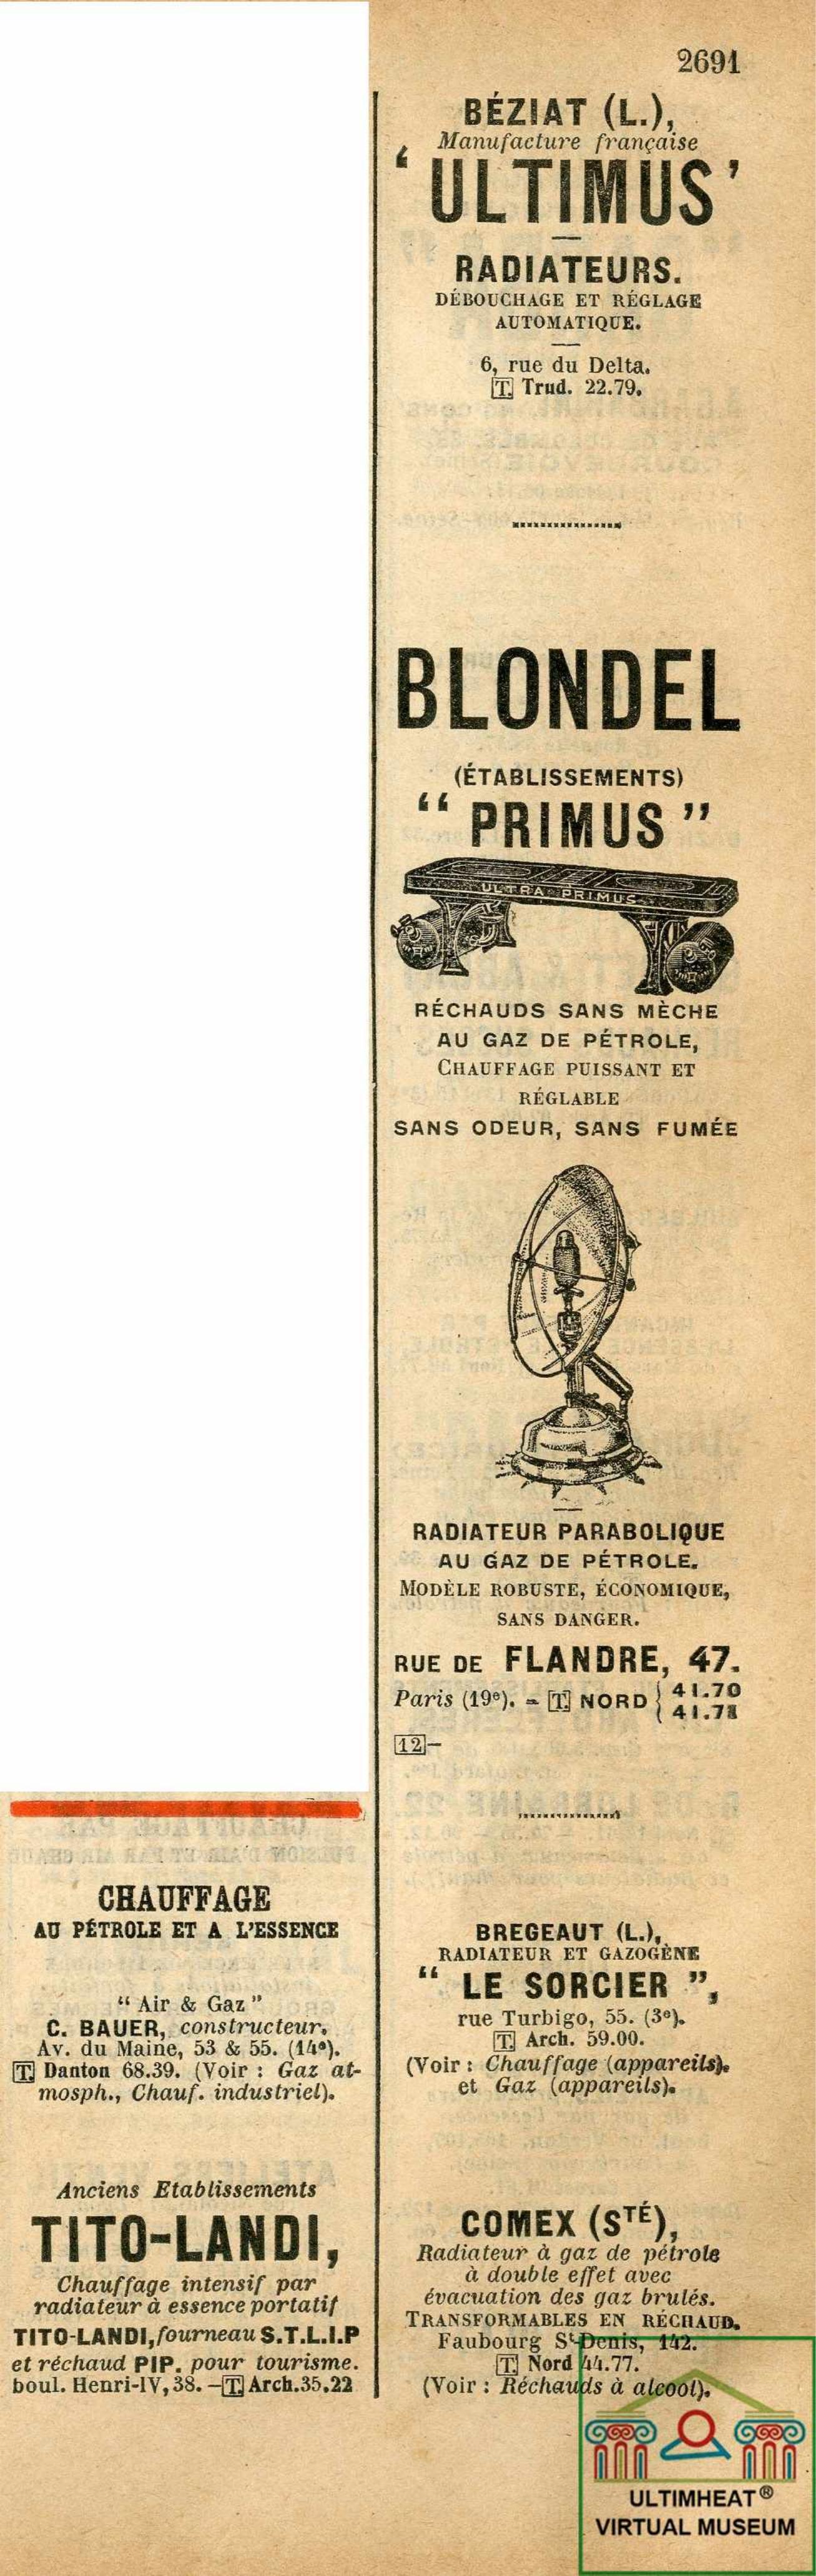 2691
CHAUFFAGE
AU PÉTROLE ET A L'ESSENCE
“ Air & Gaz ”
C. BAUER, constructeur.
Av. du Maine, 53 & 55. (14e).
[T.] Danton 68.39. (Voir : Gaz at-
mosph., Chauf. industriel).
Anciens Etablissements
TITO-LANDI,
Chauffage intensif par
radiateur à essence portatif
TITO-LANDI, fourneau S.T.L.I.P
et réchaud PIP. pour tourisme.
boul. Henri-IV, 38. — [T.] Arch. 35.22
BÉZIAT (L.),
Manufacture française
‘ ULTIMUS ’
RADIATEURS.
DÉBOUCHAGE ET RÉGLAGE
AUTOMATIQUE.
6, rue du Delta.
[T.] Trud. 22.79.
BLONDEL
(ÉTABLISSEMENTS)
“ PRIMUS ”
ULTRA PRIMUS
RÉCHAUDS SANS MÈCHE
AU GAZ DE PÉTROLE,
CHAUFFAGE PUISSANT ET
RÉGLABLE
SANS ODEUR, SANS FUMÉE
RADIATEUR PARABOLIQUE
AU GAZ DE PÉTROLE.
MODÈLE ROBUSTE, ÉCONOMIQUE,
SANS DANGER.
RUE DE FLANDRE, 47.
Paris (19e). - [T.] NORD { 41.70
41.71
[12]—
BREGEAUT (L.),
RADIATEUR ET GAZOGÈNE
“ LE SORCIER ”,
rue Turbigo, 55. (3e).
[T.] Arch. 59.00.
(Voir : Chauffage (appareils).
et Gaz (appareils).
COMEX (STÉ),
Radiateur à gaz de pétrole
à double effet avec
évacuation des gaz brulés.
TRANSFORMABLES EN RÉCHAUD.
Faubourg St-Denis, 142.
[T.] Nord 44.77.
(Voir : Réchauds à alcool).
ULTIMHEAT®
VIRTUAL MUSEUM